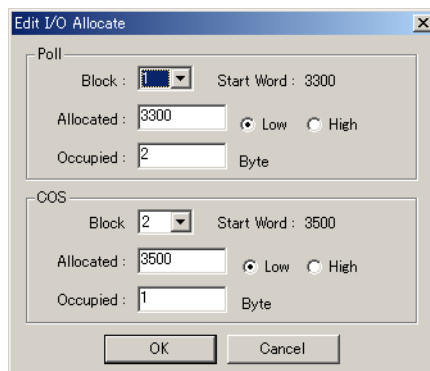 Edit I/O Allocate
Poll
Block : 1 Start Word : 3300
Allocated : 3300 Low High
Occupied : 2 Byte
COS
Block 2 Start Word : 3500
Allocated : 3500 Low High
Occupied : 1 Byte
OK Cancel